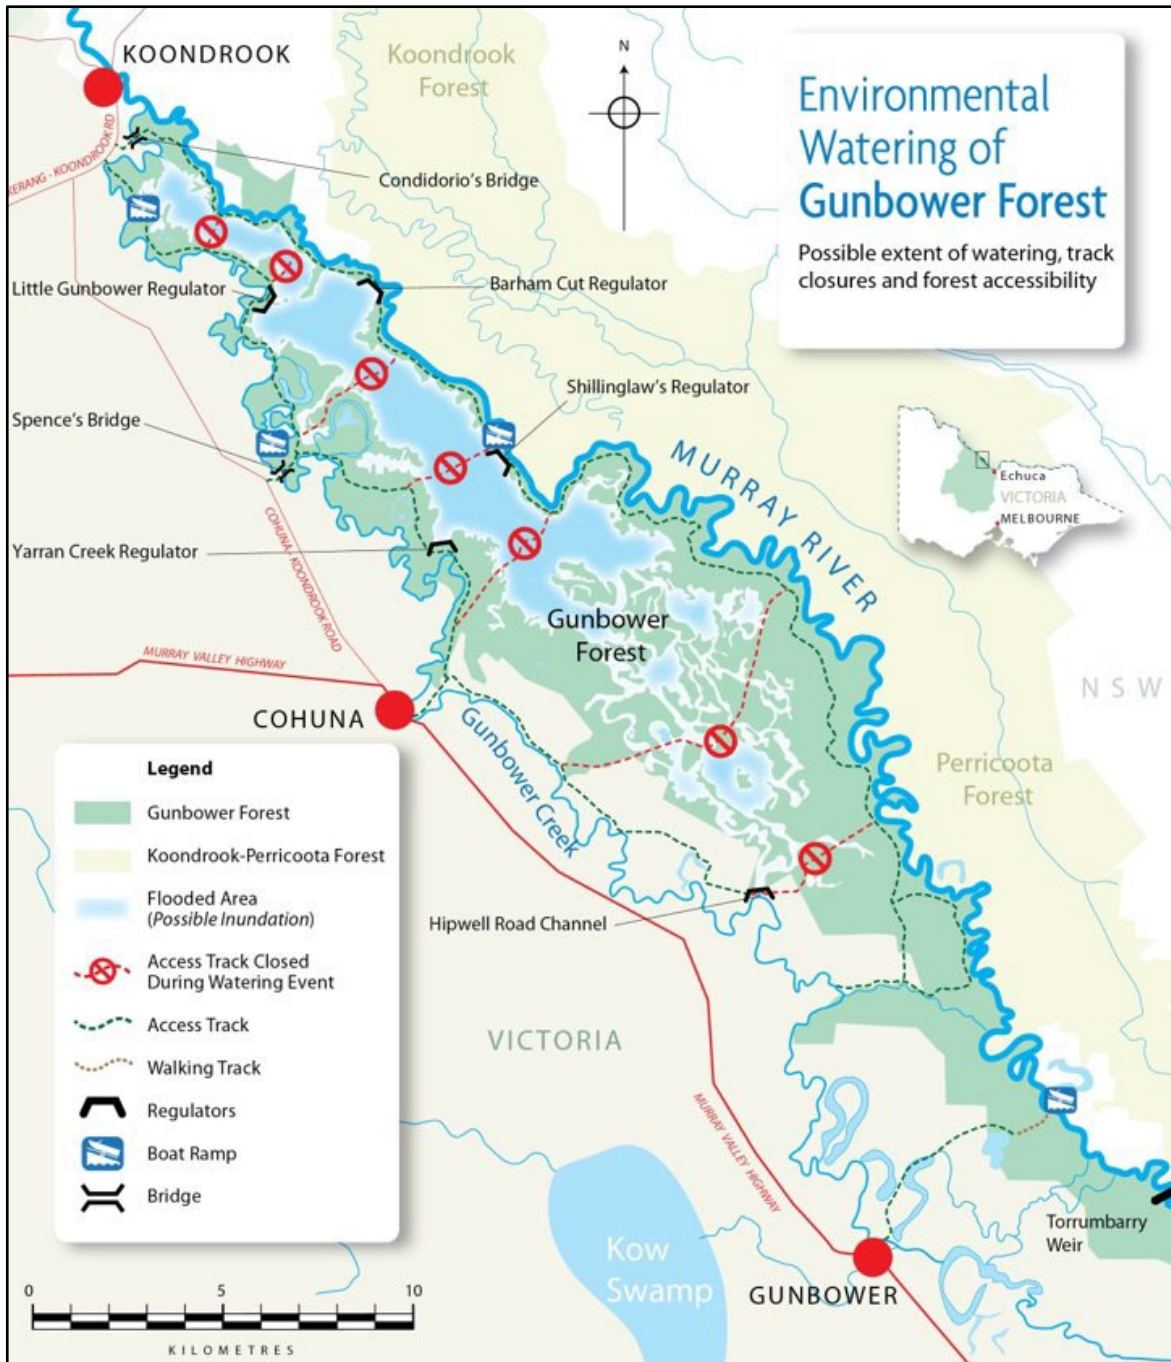 KOONDROOK
Koondrook
Forest
N
Environmental
Watering of
Gunbower Forest
Possible extent of watering, track
closures and forest accessibility
KERANG - KOONDROOK RD
Condidorio's Bridge
Little Gunbower Regulator
Barham Cut Regulator
Shillinglaw's Regulator
Spence's Bridge
MURRAY RIVER
Echuca
VICTORIA
MELBOURNE
Yarran Creek Regulator
COHUNA - KOONDROOK ROAD
Gunbower
Forest
MURRAY VALLEY HIGHWAY
NSW
COHUNA
Gunbower Creek
Perricoota
Forest
Legend
Gunbower Forest
Koondrook-Perricoota Forest
Flooded Area
(Possible Inundation)
Access Track Closed
During Watering Event
Access Track
Walking Track
Regulators
Boat Ramp
Bridge
Hipwell Road Channel
VICTORIA
MURRAY VALLEY HIGHWAY
Torrumbarry
Weir
Kow
Swamp
GUNBOWER
0 5 10
KILOMETRES